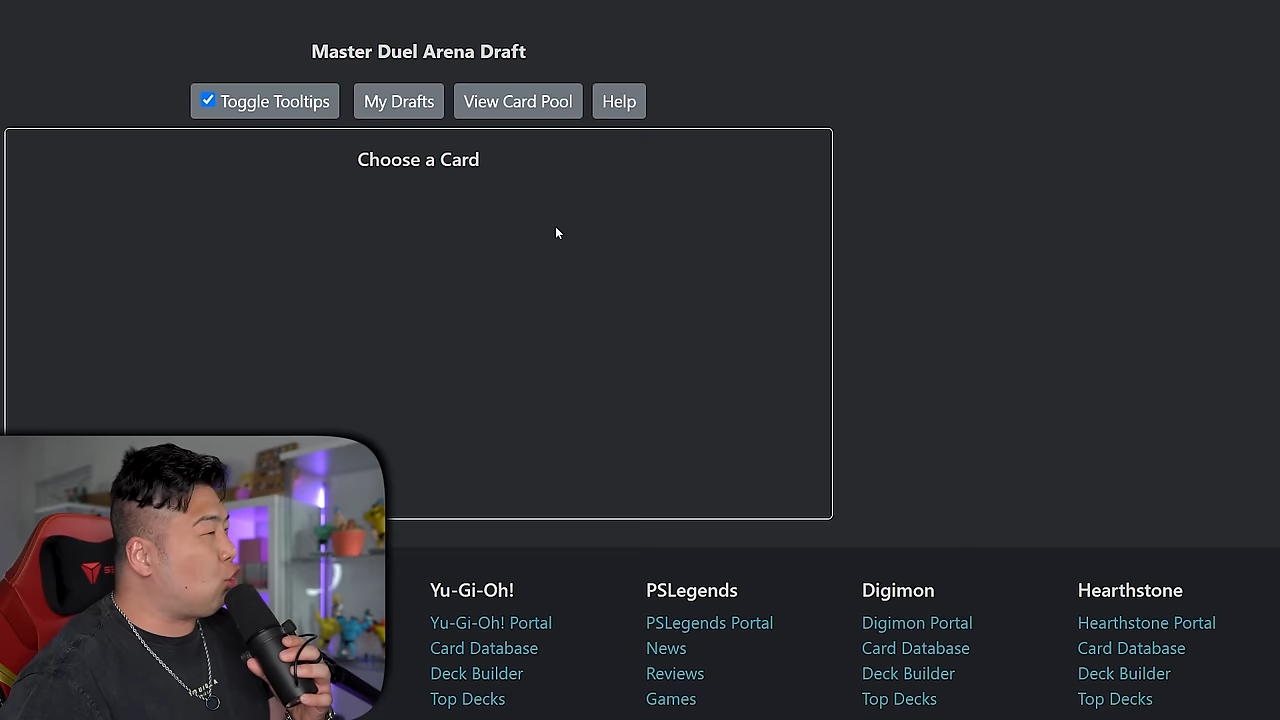 Master Duel Arena Draft
Toggle Tooltips My Drafts View Card Pool Help
Choose a Card
Yu-Gi-Oh! PSLegends Digimon Hearthstone
Yu-Gi-Oh! Portal PSLegends Portal Digimon Portal Hearthstone Portal
Card Database News Card Database Card Database
Deck Builder Reviews Deck Builder Deck Builder
Top Decks Games Top Decks Top Decks